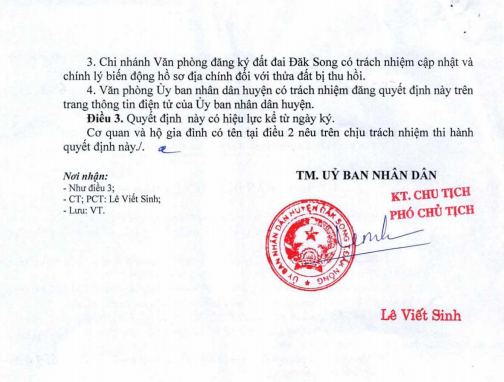 3. Chi nhánh Văn phòng đăng ký đất đai Đăk Song có trách nhiệm cập nhật và
chỉnh lý biến động hồ sơ địa chính đối với thửa đất bị thu hồi.
4. Văn phòng Ủy ban nhân dân huyện có trách nhiệm đăng quyết định này trên
trang thông tin điện tử của Ủy ban nhân dân huyện.
Điều 3. Quyết định này có hiệu lực kể từ ngày ký.
Cơ quan và hộ gia đình có tên tại điều 2 nêu trên chịu trách nhiệm thi hành
quyết định này./.
Nơi nhận:
- Như điều 3;
- CT; PCT: Lê Viết Sinh;
- Lưu: VT.
TM. UỶ BAN NHÂN DÂN
KT. CHỦ TỊCH
PHÓ CHỦ TỊCH
ỦY BAN NHÂN DÂN HUYỆN ĐĂK SONG T. ĐĂK NÔNG
Lê Viết Sinh